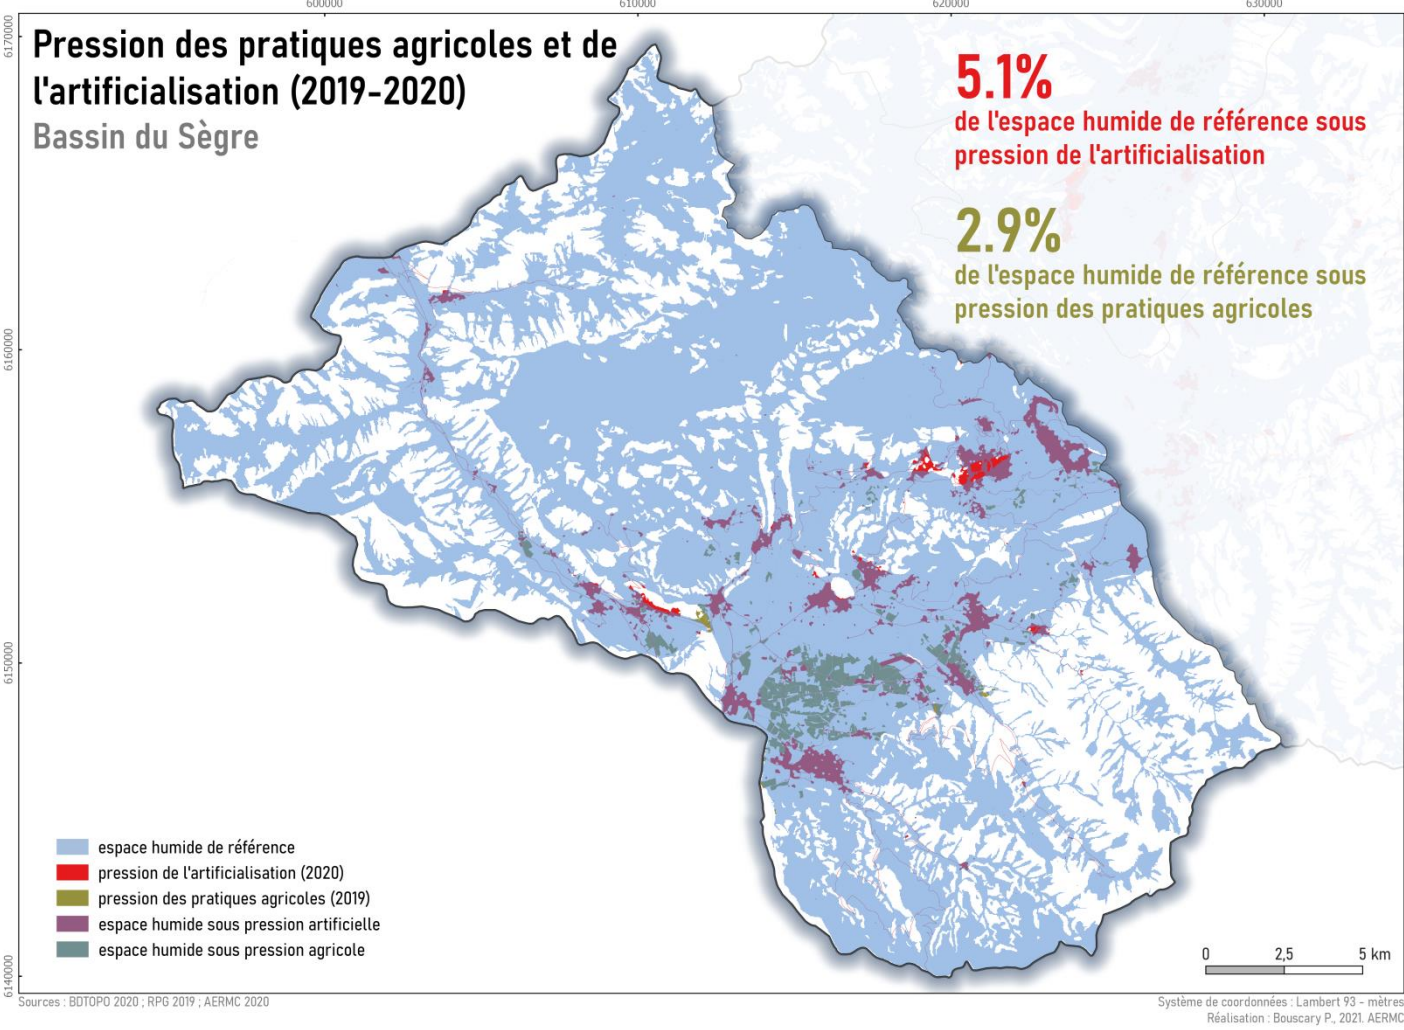 600000
610000
620000
630000
6170000
6160000
6150000
6140000
Pression des pratiques agricoles et de
l'artificialisation (2019-2020)
Bassin du Sègre
5.1%
de l'espace humide de référence sous
pression de l'artificialisation
2.9%
de l'espace humide de référence sous
pression des pratiques agricoles
espace humide de référence
pression de l'artificialisation (2020)
pression des pratiques agricoles (2019)
espace humide sous pression artificielle
espace humide sous pression agricole
0 2,5 5 km
Sources : BDTOPO 2020 ; RPG 2019 ; AERMC 2020
Système de coordonnées : Lambert 93 - mètres
Réalisation : Bouscary P., 2021. AERMC